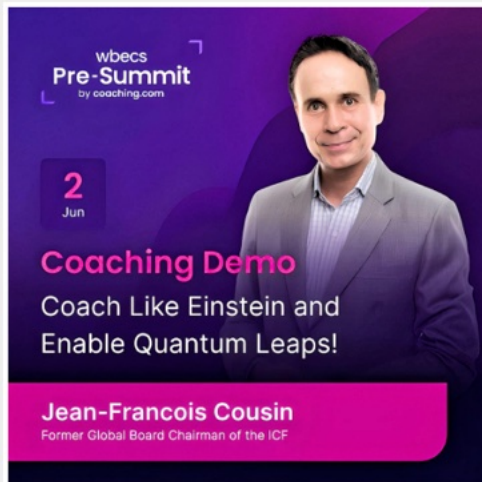 wbecs
Pre-Summit
by coaching.com
2
Jun
Coaching Demo
Coach Like Einstein and
Enable Quantum Leaps!
Jean-Francois Cousin
Former Global Board Chairman of the ICF